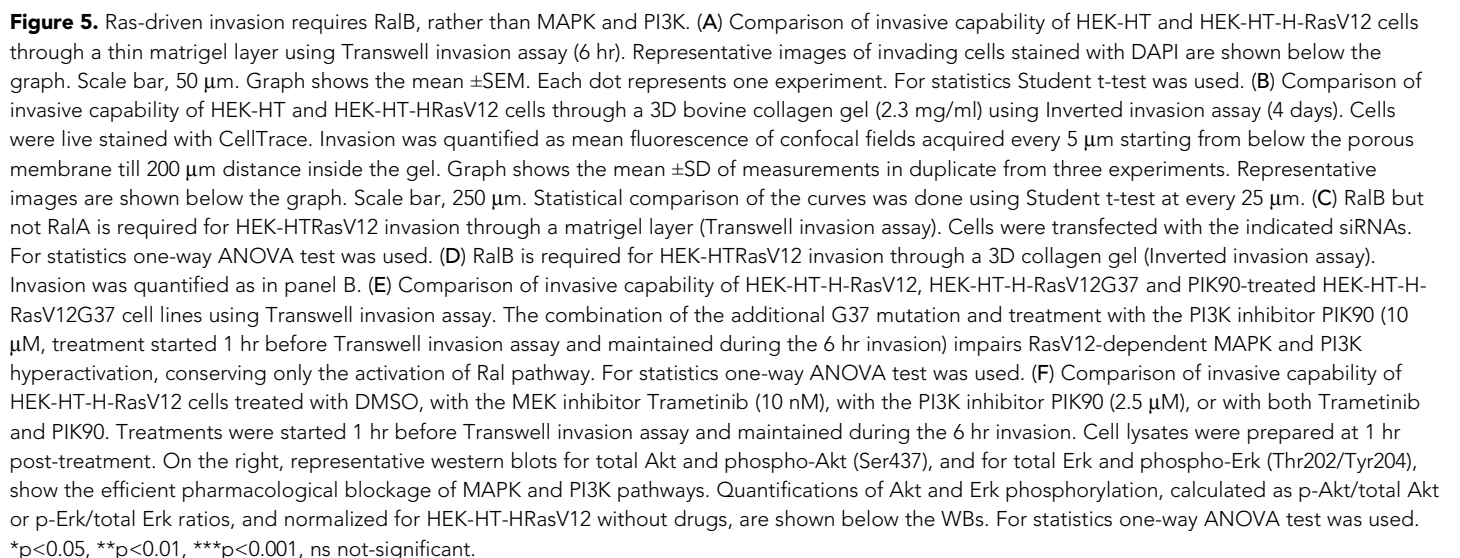 Figure 5. Ras-driven invasion requires RalB, rather than MAPK and PI3K. (A) Comparison of invasive capability of HEK-HT and HEK-HT-H-RasV12 cells
through a thin matrigel layer using Transwell invasion assay (6 hr). Representative images of invading cells stained with DAPI are shown below the
graph. Scale bar, 50 μm. Graph shows the mean ±SEM. Each dot represents one experiment. For statistics Student t-test was used. (B) Comparison of
invasive capability of HEK-HT and HEK-HT-HRasV12 cells through a 3D bovine collagen gel (2.3 mg/ml) using Inverted invasion assay (4 days). Cells
were live stained with CellTrace. Invasion was quantified as mean fluorescence of confocal fields acquired every 5 μm starting from below the porous
membrane till 200 μm distance inside the gel. Graph shows the mean ±SD of measurements in duplicate from three experiments. Representative
images are shown below the graph. Scale bar, 250 μm. Statistical comparison of the curves was done using Student t-test at every 25 μm. (C) RalB but
not RalA is required for HEK-HTRasV12 invasion through a matrigel layer (Transwell invasion assay). Cells were transfected with the indicated siRNAs.
For statistics one-way ANOVA test was used. (D) RalB is required for HEK-HTRasV12 invasion through a 3D collagen gel (Inverted invasion assay).
Invasion was quantified as in panel B. (E) Comparison of invasive capability of HEK-HT-H-RasV12, HEK-HT-H-RasV12G37 and PIK90-treated HEK-HT-H-
RasV12G37 cell lines using Transwell invasion assay. The combination of the additional G37 mutation and treatment with the PI3K inhibitor PIK90 (10
μM, treatment started 1 hr before Transwell invasion assay and maintained during the 6 hr invasion) impairs RasV12-dependent MAPK and PI3K
hyperactivation, conserving only the activation of Ral pathway. For statistics one-way ANOVA test was used. (F) Comparison of invasive capability of
HEK-HT-H-RasV12 cells treated with DMSO, with the MEK inhibitor Trametinib (10 nM), with the PI3K inhibitor PIK90 (2.5 μM), or with both Trametinib
and PIK90. Treatments were started 1 hr before Transwell invasion assay and maintained during the 6 hr invasion. Cell lysates were prepared at 1 hr
post-treatment. On the right, representative western blots for total Akt and phospho-Akt (Ser437), and for total Erk and phospho-Erk (Thr202/Tyr204),
show the efficient pharmacological blockage of MAPK and PI3K pathways. Quantifications of Akt and Erk phosphorylation, calculated as p-Akt/total Akt
or p-Erk/total Erk ratios, and normalized for HEK-HT-HRasV12 without drugs, are shown below the WBs. For statistics one-way ANOVA test was used.
*p<0.05, **p<0.01, ***p<0.001, ns not-significant.